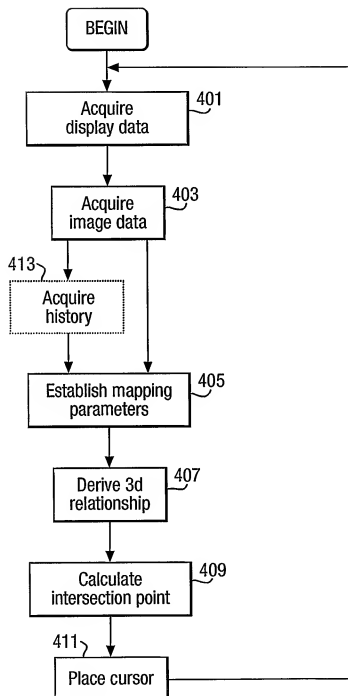 BEGIN
Acquire
display data
401
Acquire
image data
403
413
Acquire
history
Establish mapping
parameters
405
Derive 3d
relationship
407
Calculate
intersection point
409
411
Place cursor